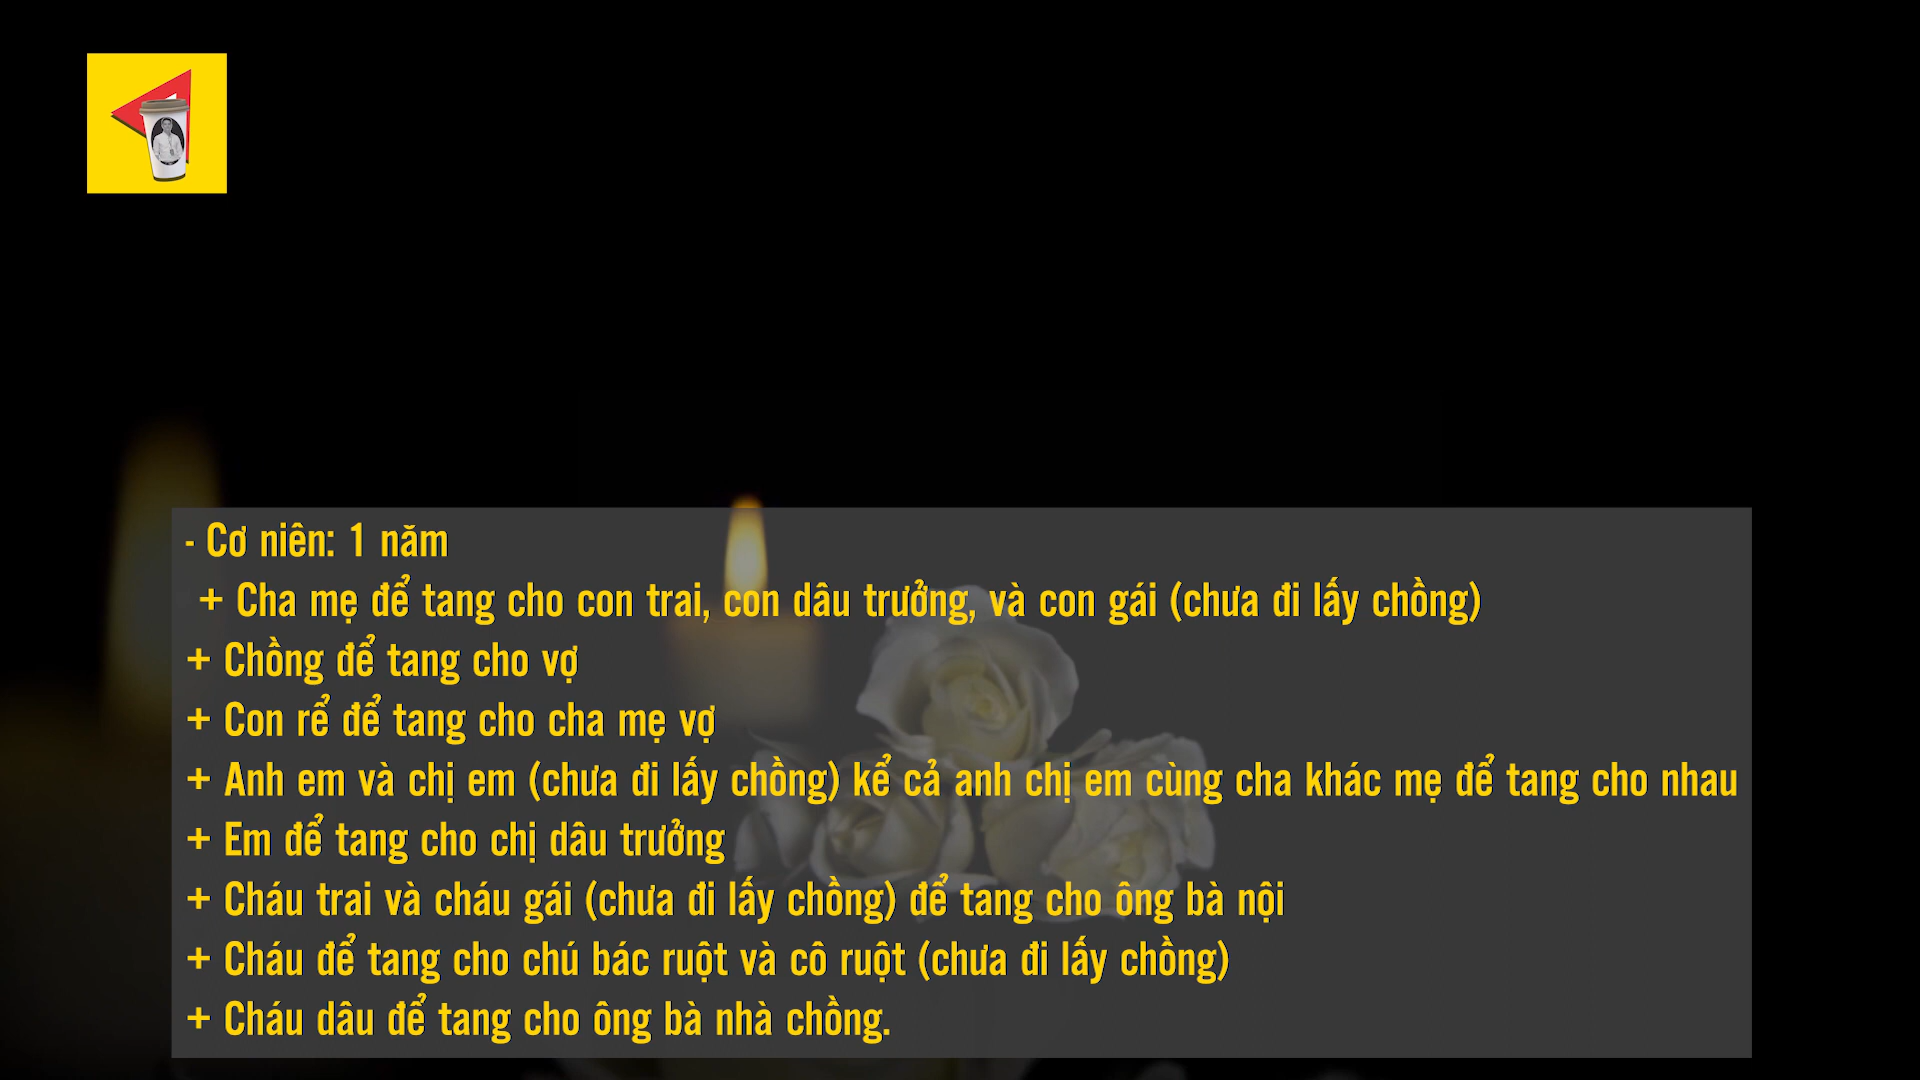 - Cơ niên: 1 năm
+ Cha mẹ để tang cho con trai, con dâu trưởng, và con gái (chưa đi lấy chồng)
+ Chồng để tang cho vợ
+ Con rể để tang cho cha mẹ vợ
+ Anh em và chị em (chưa đi lấy chồng) kể cả anh chị em cùng cha khác mẹ để tang cho nhau
+ Em để tang cho chị dâu trưởng
+ Cháu trai và cháu gái (chưa đi lấy chồng) để tang cho ông bà nội
+ Cháu để tang cho chú bác ruột và cô ruột (chưa đi lấy chồng)
+ Cháu dâu để tang cho ông bà nhà chồng.